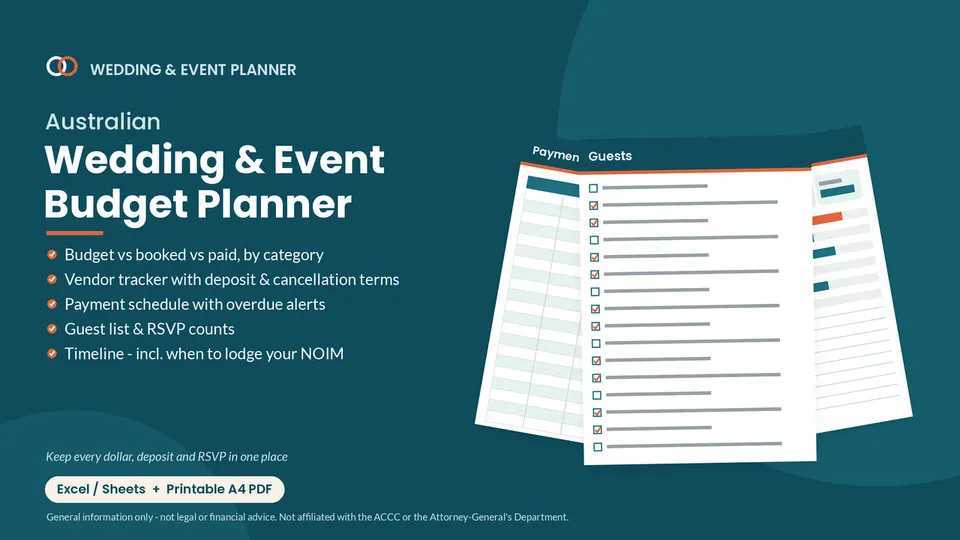 WEDDING & EVENT PLANNER
Australian
Wedding & Event
Budget Planner
Budget vs booked vs paid, by category
Vendor tracker with deposit & cancellation terms
Payment schedule with overdue alerts
Guest list & RSVP counts
Timeline - incl. when to lodge your NOIM
Keep every dollar, deposit and RSVP in one place
Excel / Sheets + Printable A4 PDF
General information only - not legal or financial advice. Not affiliated with the ACCC or the Attorney-General's Department.
Paymen
Guests